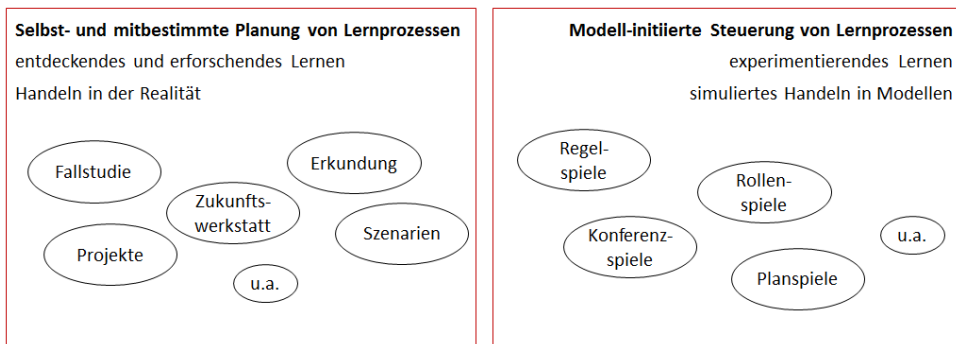 Selbst- und mitbestimmte Planung von Lernprozessen
entdeckendes und erforschendes Lernen
Handeln in der Realität
Fallstudie
Erkundung
Zukunfts-
werkstatt
Szenarien
Projekte
u.a.
Modell-initiierte Steuerung von Lernprozessen
experimentierendes Lernen
simuliertes Handeln in Modellen
Regel-
spiele
Rollen-
spiele
Konferenz-
spiele
u.a.
Planspiele